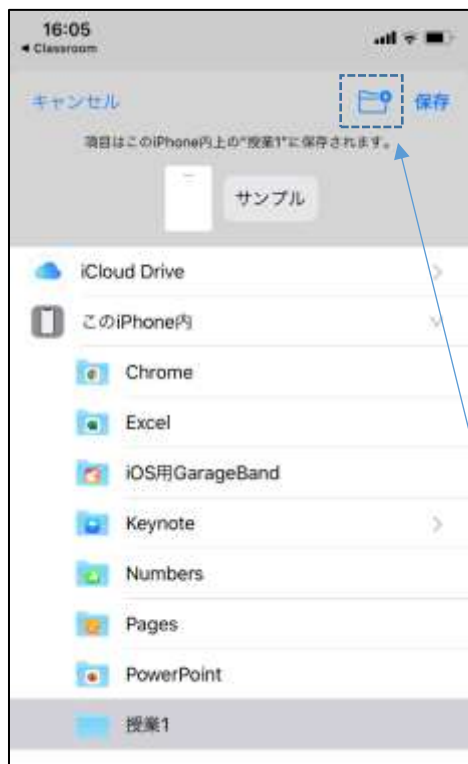 16:05
◀ Classroom
キャンセル
保存
項目はこのiPhone内上の"授業1"に保存されます。
サンプル
iCloud Drive
このiPhone内
Chrome
Excel
iOS用GarageBand
Keynote
Numbers
Pages
PowerPoint
授業1